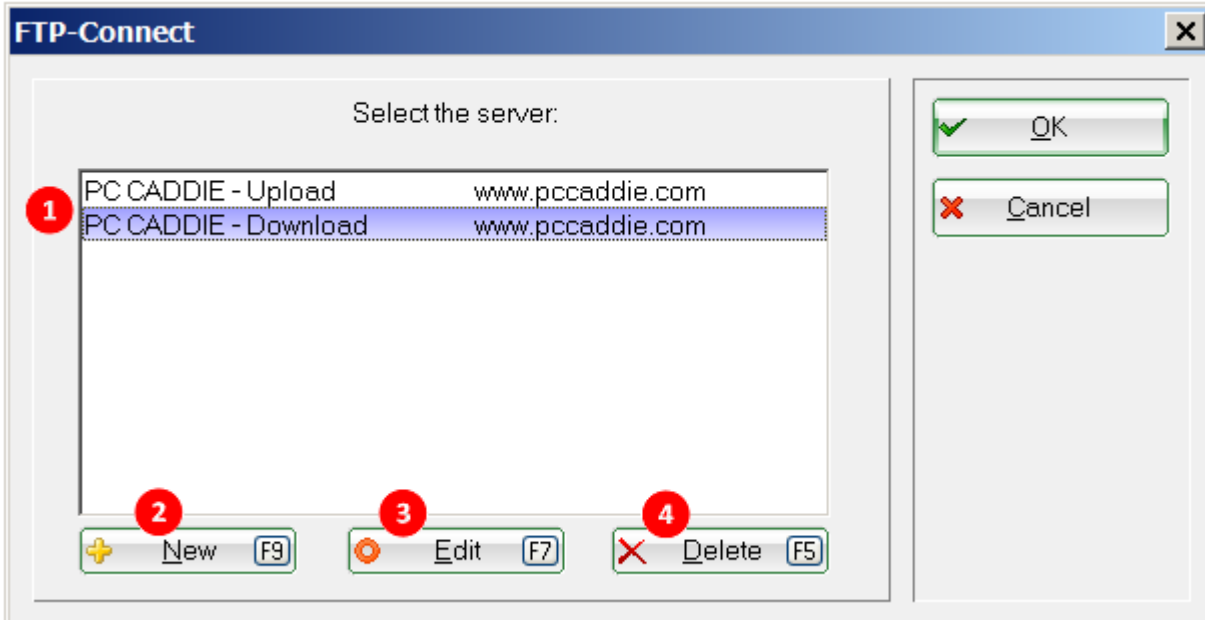 FTP-Connect
Select the server:
OK
1 PC CADDIE - Upload www.pccaddie.com
PC CADDIE - Download www.pccaddie.com
Cancel
2
3
4
New F9
Edit F7
Delete F5